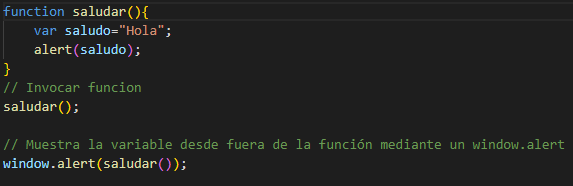 function saludar(){
    var saludo="Hola";
    alert(saludo);
}
// Invocar funcion
saludar();

// Muestra la variable desde fuera de la función mediante un window.alert
window.alert(saludar());